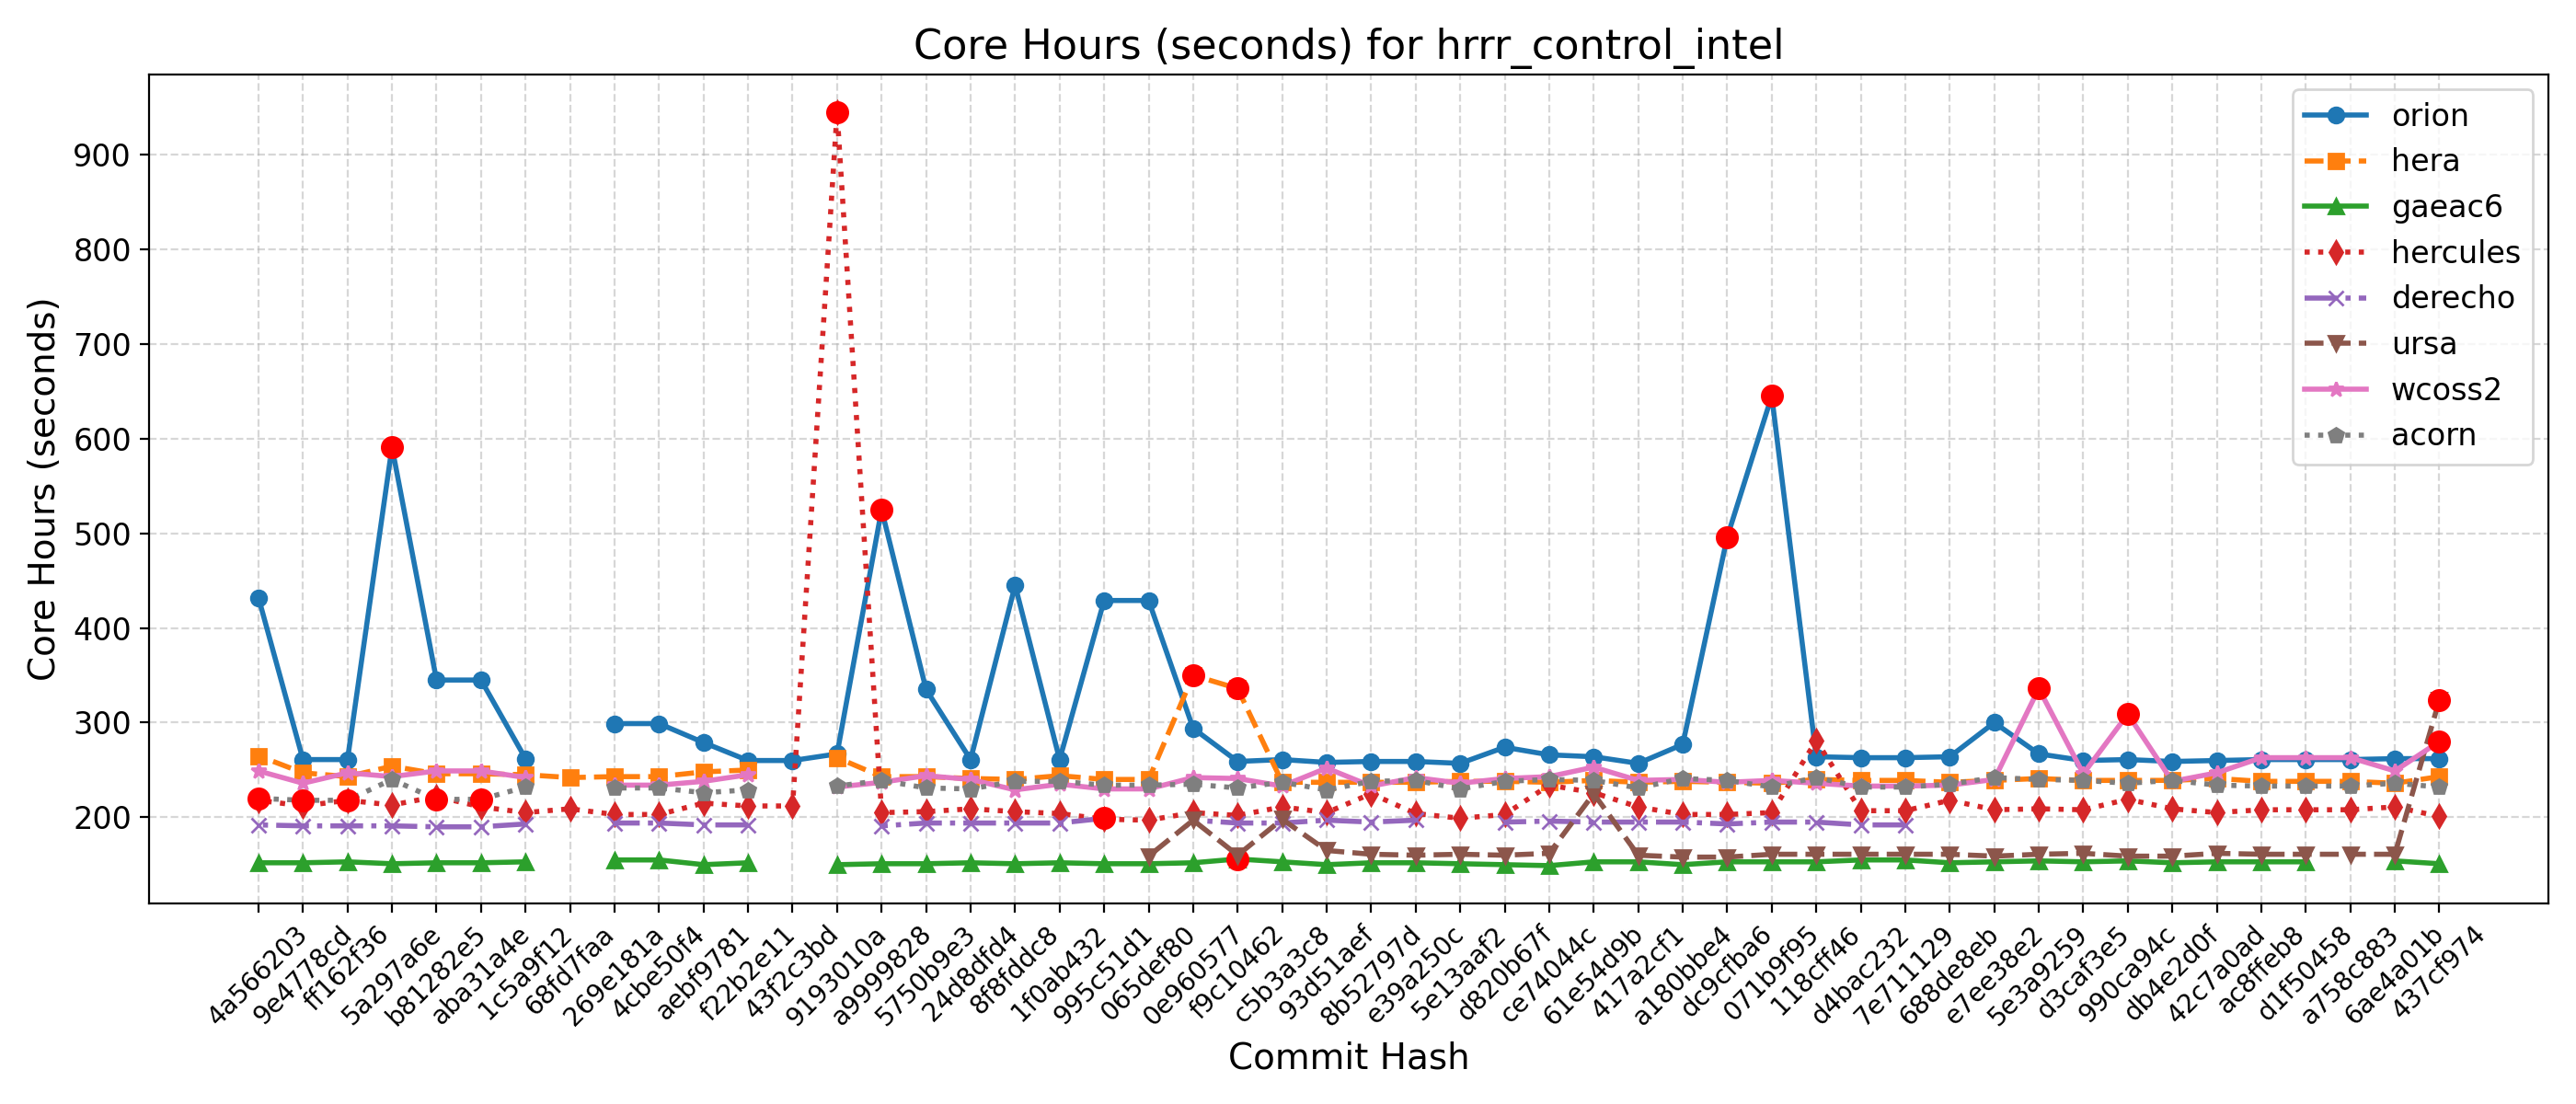 Core Hours (seconds) for hrrr_control_intel
Core Hours (seconds)
900
800
700
600
500
400
300
200
orion
hera
gaeac6
hercules
derecho
ursa
wcoss2
acorn
4a566203
9e4778cd
ff162f36
5a297a6e
b81282e5
aba31a4e
1c5a9f12
68fd7faa
269e181a
4cbe50f4
aebf9781
f22b2e11
43f2c3bd
9193010a
a9999828
5750b9e3
24d8dfd4
8f8fddc8
1f0ab432
995c51d1
065def80
0e960577
f9c10462
c5b3a3c8
93d51aef
8b52797d
e39a250c
5e13aaf2
d820b67f
ce74044c
61e54d9b
417a2cf1
a180bbe4
dc9cfba6
071b9f95
118cff46
d4bac232
7e711129
688de8eb
e7ee38e2
5e3a9259
d3caf3e5
990ca94c
db4e2d0f
42c7a0ad
ac8ffeb8
d1f50458
a758c883
6ae4a01b
437cf974
Commit Hash